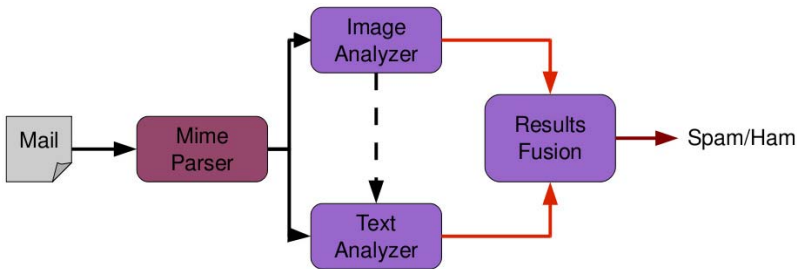 Image
Analyzer
Mail
Mime
Parser
Results
Fusion
Spam/Ham
Text
Analyzer